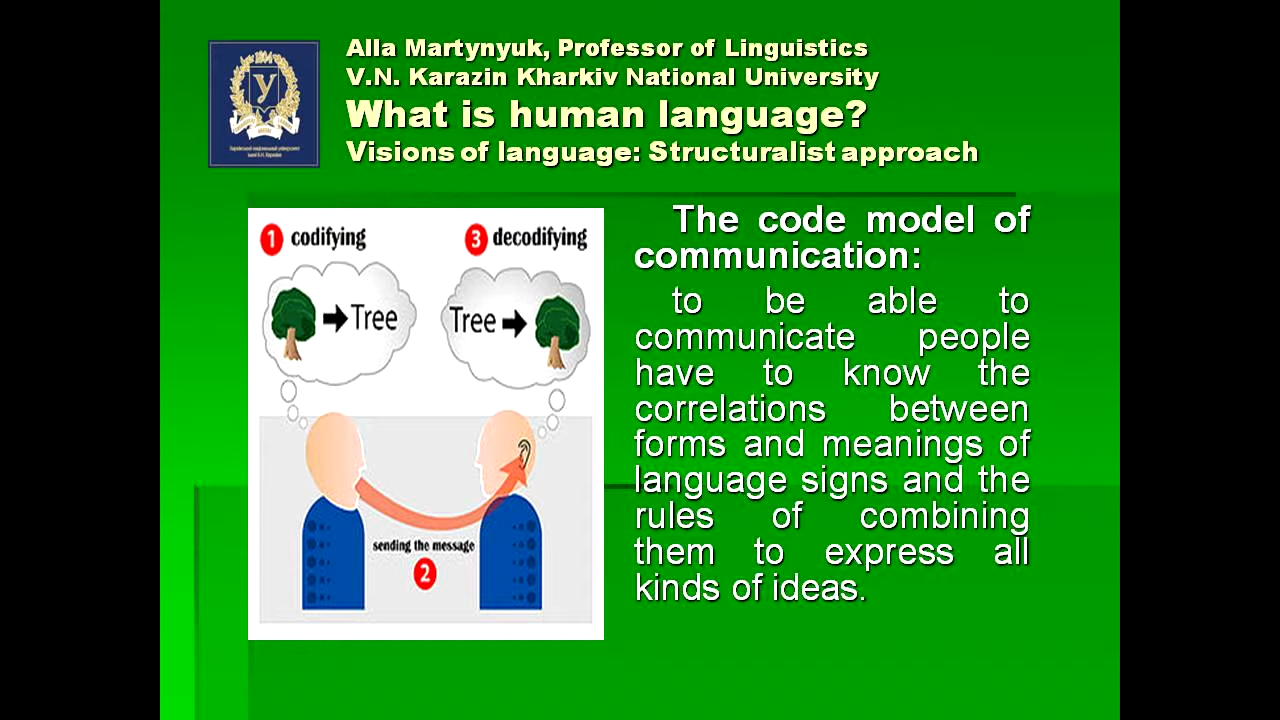 Alla Martynyuk, Professor of Linguistics
V.N. Karazin Kharkiv National University
What is human language?
Visions of language: Structuralist approach
1 codifying
3 decodifying
Tree
Tree
sending the message
2
The code model of
communication:
to be able to
communicate people
have to know the
correlations between
forms and meanings of
language signs and the
rules of combining
them to express all
kinds of ideas.